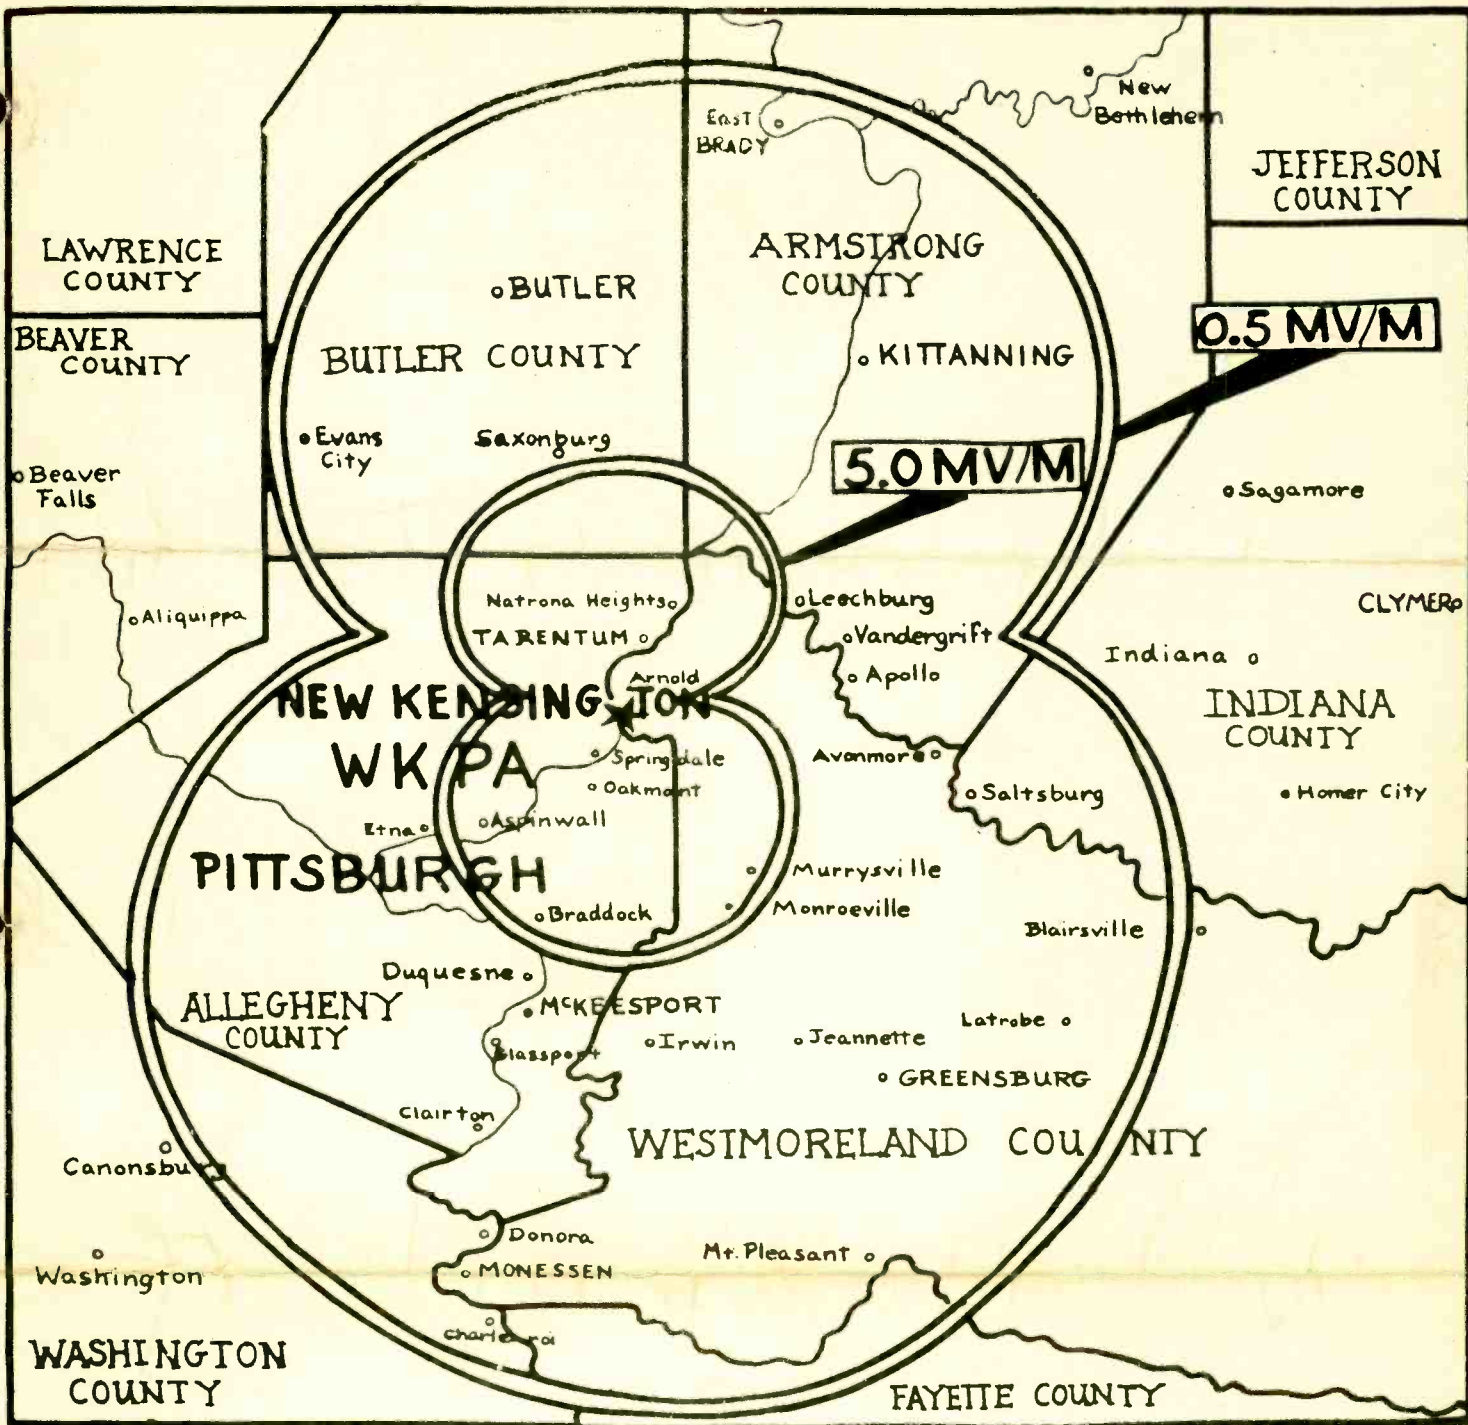 New
Bethlehem
East
BRADY
JEFFERSON
COUNTY
LAWRENCE
COUNTY
ARMSTRONG
COUNTY
BUTLER
0.5 MV/M
BEAVER
COUNTY
BUTLER COUNTY
KITTANNING
Evans
City
Saxonburg
5.0 MV/M
Beaver
Falls
Sagamore
Natrona Heights
Leechburg
CLYMER
Aliquippa
TARENTUM
Vandergrift
Indiana
Arnold
Apollo
NEW KENSINGTON
INDIANA
COUNTY
WKPA
Springdale
Avonmore
Oakmont
Saltsburg
Homer City
Etna
Aspinwall
PITTSBURGH
Murrysville
Braddock
Monroeville
Blairsville
Duquesne
ALLEGHENY
COUNTY
McKEESPORT
Latrobe
Glassport
Irwin
Jeannette
GREENSBURG
Clairton
WESTMORELAND COUNTY
Canonsburg
Donora
Mt. Pleasant
Washington
MONESSEN
Charleroi
WASHINGTON
COUNTY
FAYETTE COUNTY